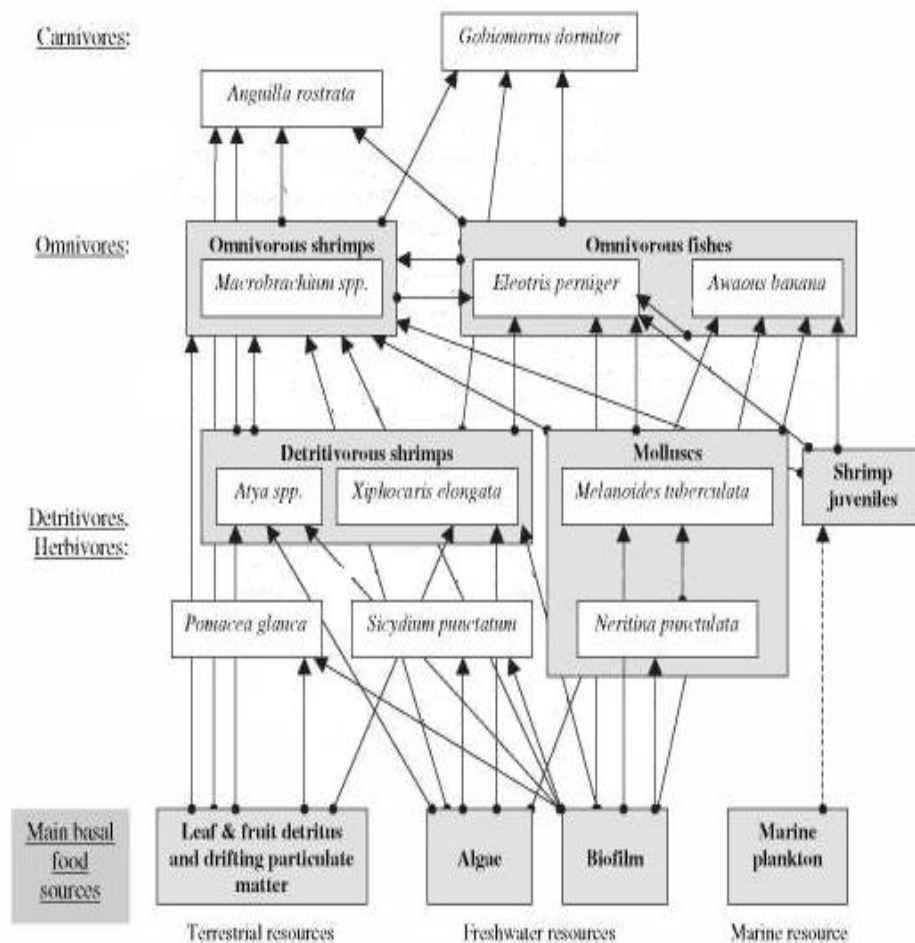 Carnivores:
Gobiomorus dormitor
Anguilla rostrata
Omnivores:
Omnivorous shrimps
Macrobrachium spp.
Omnivorous fishes
Eleotris perniger
Awaous banana
Detritivores,
Herbivores:
Detritivorous shrimps
Atya spp.
Xiphocaris elongata
Molluscs
Melanoides tuberculata
Shrimp
juveniles
Pomacea glauca
Sicydium punctatum
Neritina punctulata
Main basal
food
sources
Leaf & fruit detritus
and drifting particulate
matter
Algae
Biofilm
Marine
plankton
Terrestrial resources
Freshwater resources
Marine resource